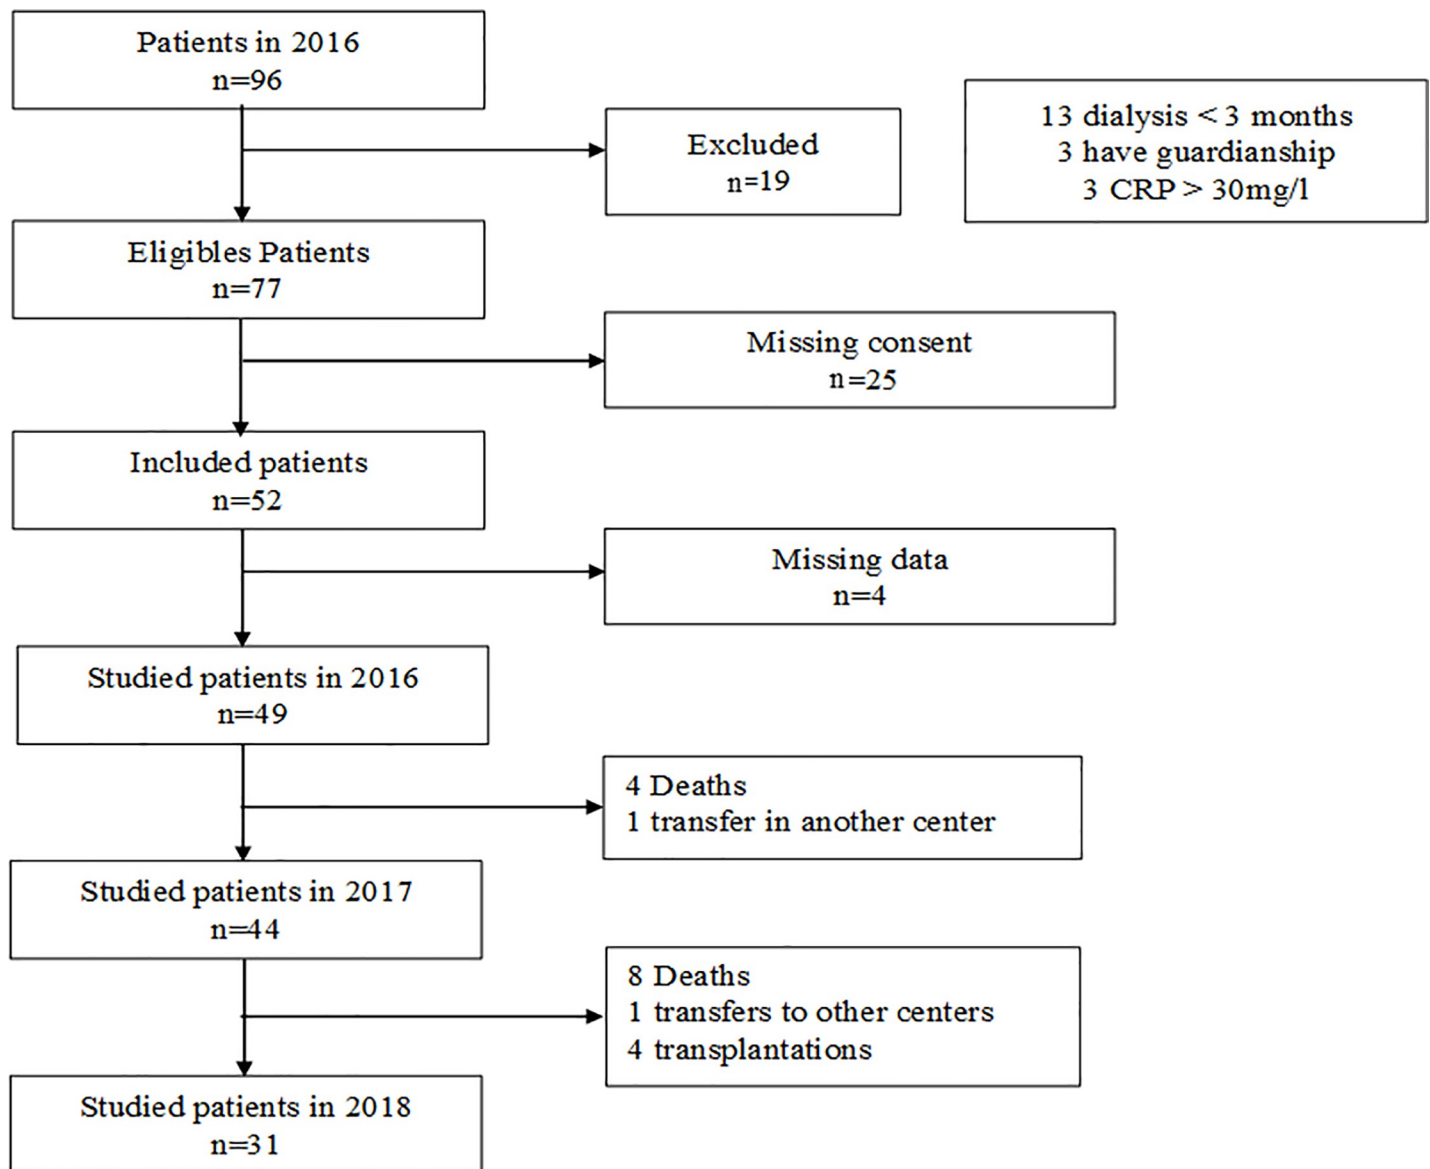 Patients in 2016
n=96
Excluded
n=19
13 dialysis < 3 months
3 have guardianship
3 CRP > 30mg/l
Eligibles Patients
n=77
Missing consent
n=25
Included patients
n=52
Missing data
n=4
Studied patients in 2016
n=49
4 Deaths
1 transfer in another center
Studied patients in 2017
n=44
8 Deaths
1 transfers to other centers
4 transplantations
Studied patients in 2018
n=31